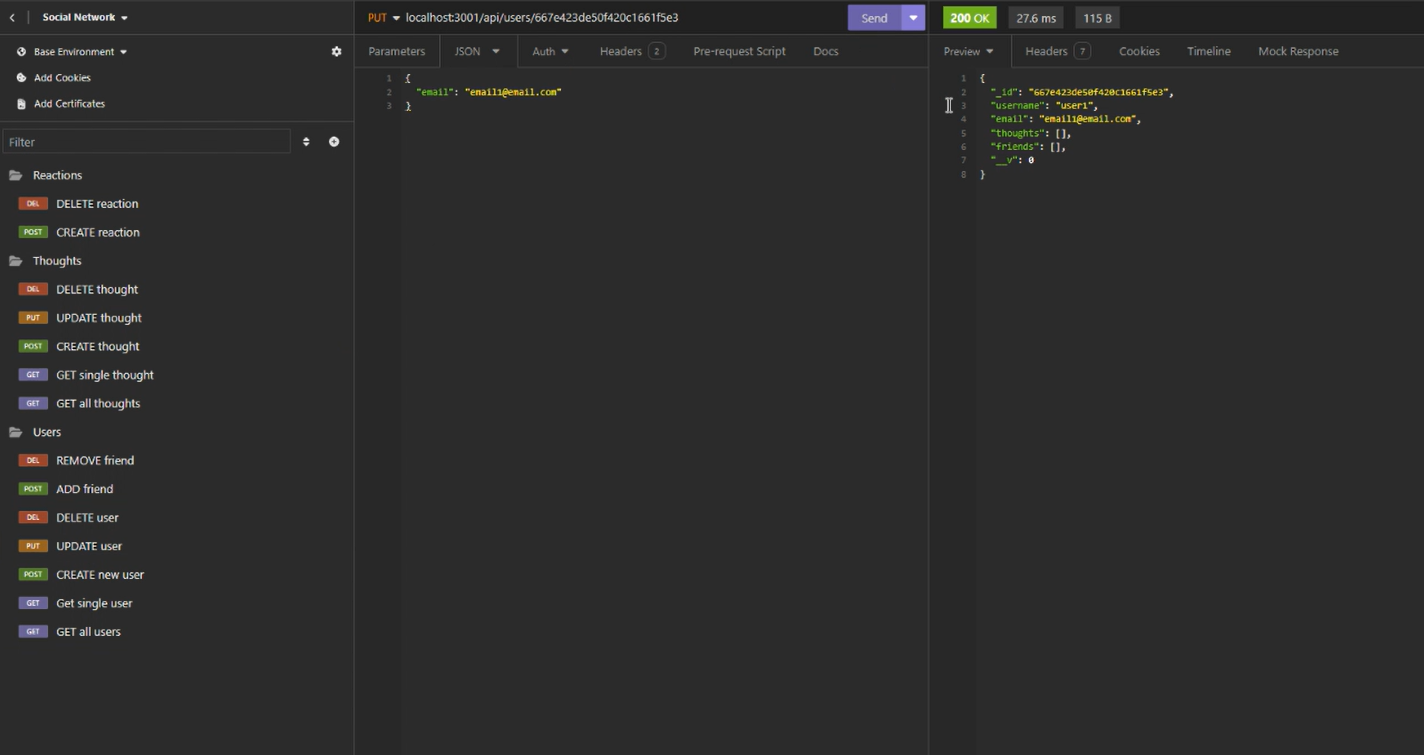 Social Network
Base Environment
Add Cookies
Add Certificates
Filter
Reactions
DEL DELETE reaction
POST CREATE reaction
Thoughts
DEL DELETE thought
PUT UPDATE thought
POST CREATE thought
GET GET single thought
GET GET all thoughts
Users
DEL REMOVE friend
POST ADD friend
DEL DELETE user
PUT UPDATE user
POST CREATE new user
GET Get single user
GET GET all users
PUT localhost:3001/api/users/667e423de50f420c1661f5e3 Send
Parameters JSON Auth Headers 2 Pre-request Script Docs
1 {
2 "email": "email1@email.com"
3 }
200 OK 27.6 ms 115 B
Preview Headers 7 Cookies Timeline Mock Response
1 {
2 "_id": "667e423de50f420c1661f5e3",
3 "username": "user1",
4 "email": "email1@email.com",
5 "thoughts": [],
6 "friends": [],
7 "__v": 0
8 }